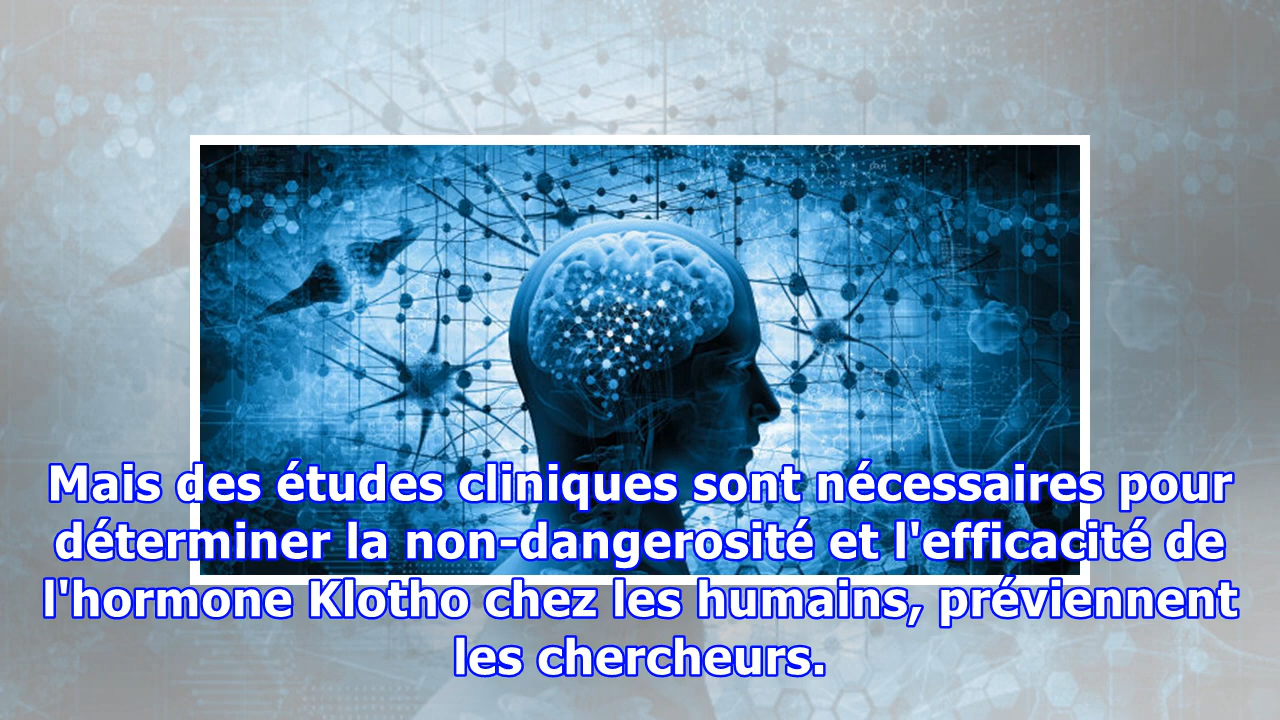 Mais des études cliniques sont nécessaires pour
déterminer la non-dangerosité et l'efficacité de
l'hormone Klotho chez les humains, préviennent
les chercheurs.